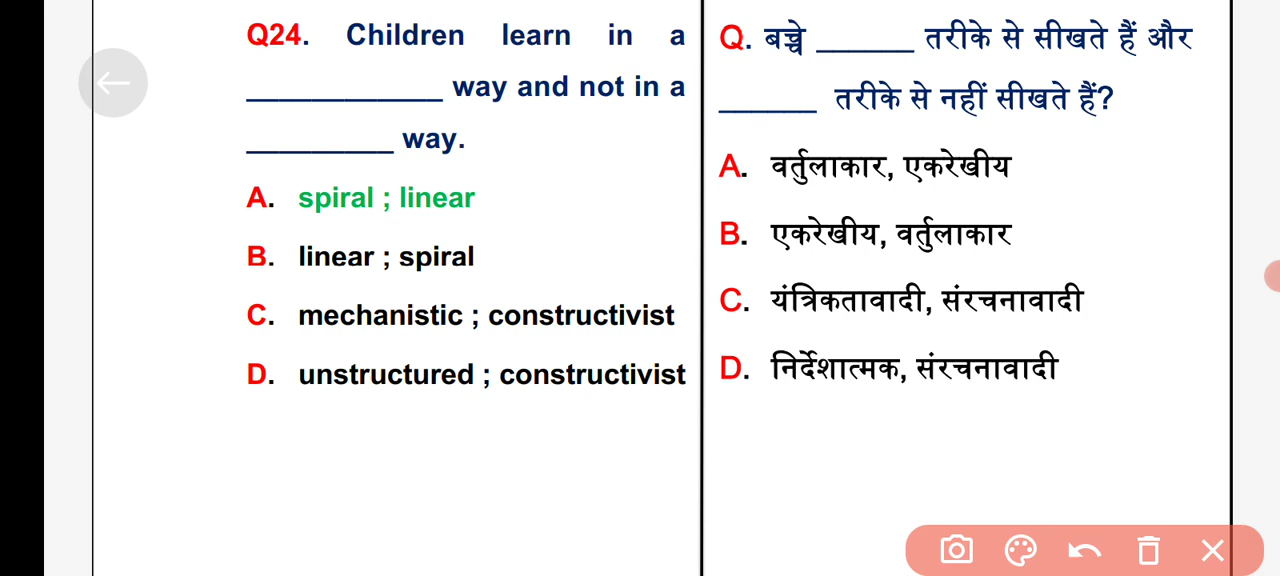 Q24. Children learn in a
____________ way and not in a
_________ way.
A. spiral ; linear
B. linear ; spiral
C. mechanistic ; constructivist
D. unstructured ; constructivist
Q. बच्चे ______ तरीके से सीखते हैं और
______ तरीके से नहीं सीखते हैं?
A. वर्तुलाकार, एकरेखीय
B. एकरेखीय, वर्तुलाकार
C. यंत्रिकतावादी, संरचनावादी
D. निर्देशात्मक, संरचनावादी